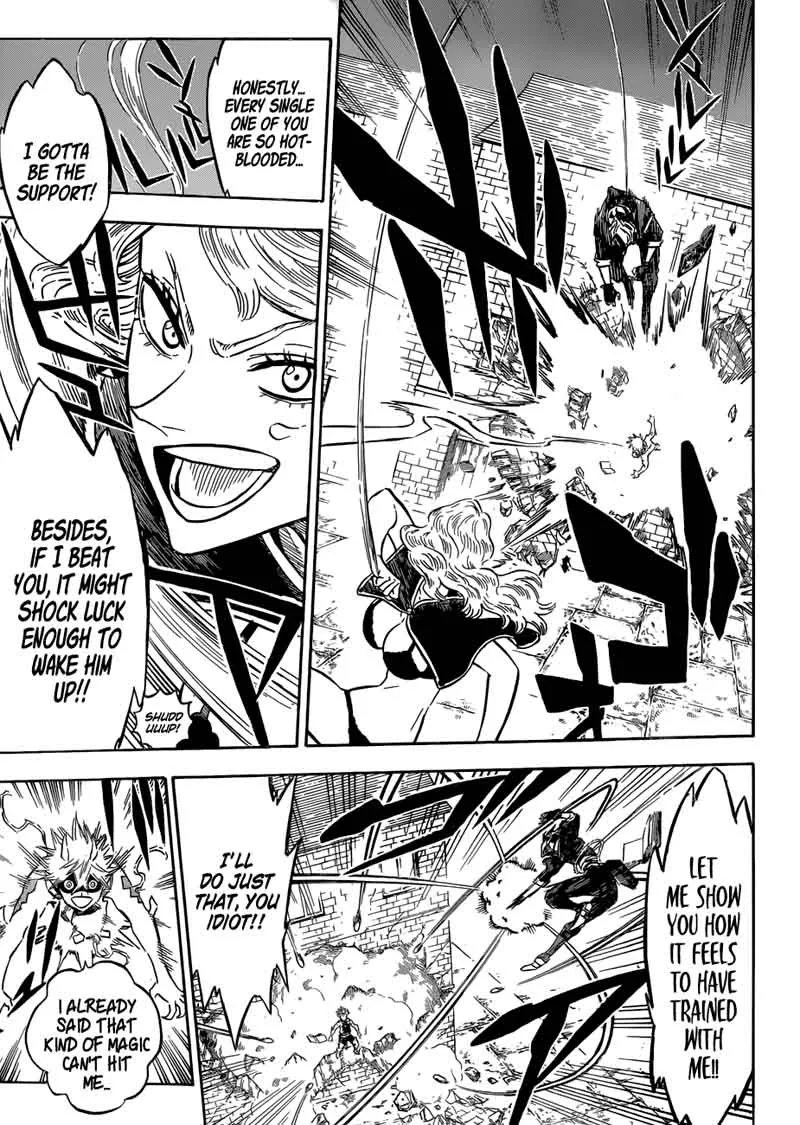 HONESTLY...
EVERY SINGLE
ONE OF YOU
ARE SO HOT-
BLOODED...
I GOTTA
BE THE
SUPPORT!
BESIDES,
IF I BEAT
YOU, IT MIGHT
SHOCK LUCK
ENOUGH TO
WAKE HIM
UP!!
SHUDD
UUUP!
LET
ME SHOW
YOU HOW
IT FEELS
TO HAVE
TRAINED
WITH
ME!!
I'LL
DO JUST
THAT, YOU
IDIOT!!
I ALREADY
SAID THAT
KIND OF MAGIC
CAN'T HIT
ME...